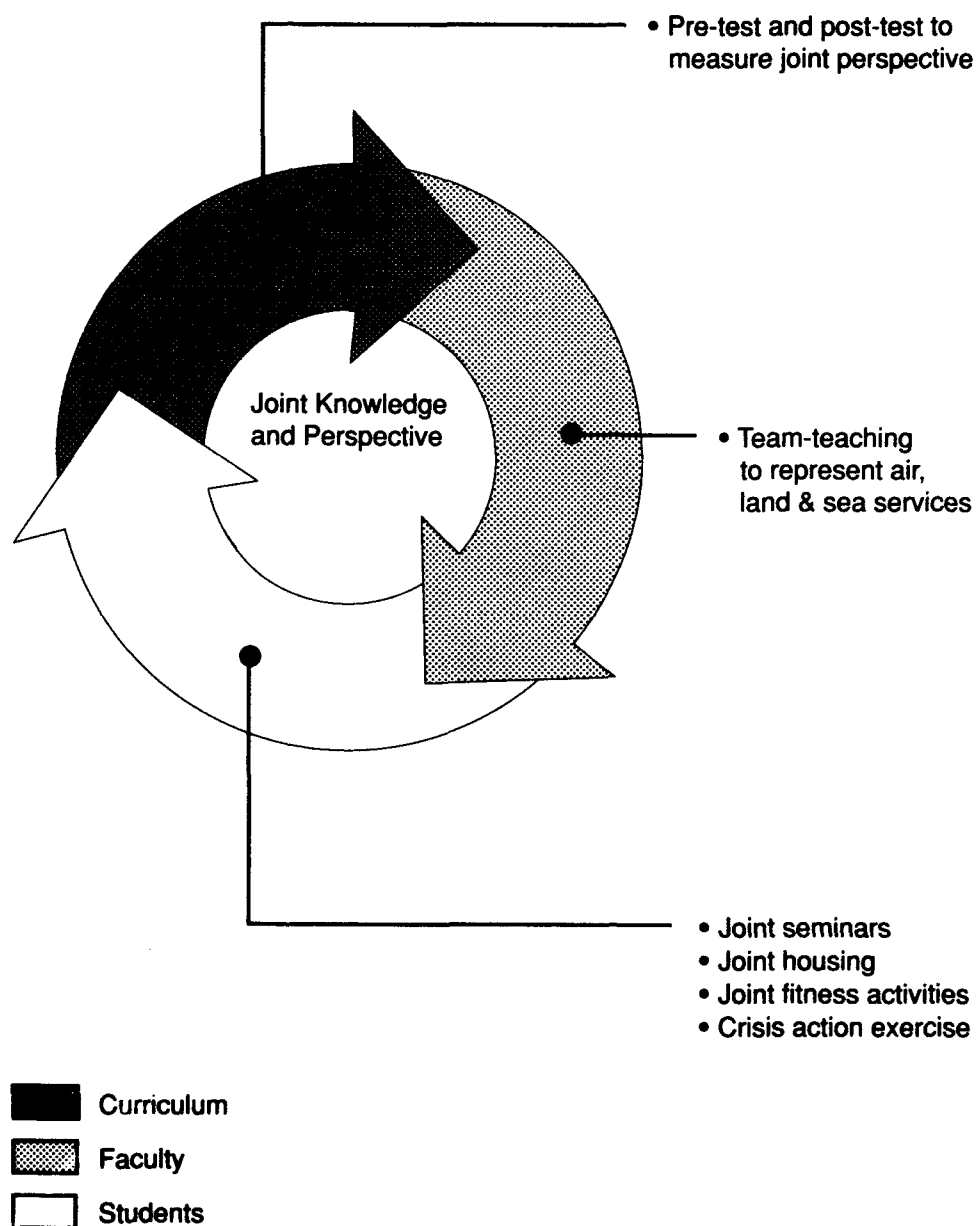 • Pre-test and post-test to
measure joint perspective
Joint Knowledge
and Perspective
• Team-teaching
to represent air,
land & sea services
• Joint seminars
• Joint housing
• Joint fitness activities
• Crisis action exercise
Curriculum
Faculty
Students